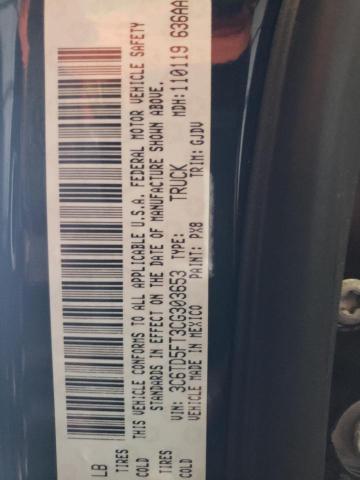 LB
TIRES
COLD
THIS VEHICLE CONFORMS TO ALL APPLICABLE U.S.A. FEDERAL MOTOR VEHICLE SAFETY
STANDARDS IN EFFECT ON THE DATE OF MANUFACTURE SHOWN ABOVE.
VIN: 3C6TD5FT3CG303653 TYPE: TRUCK MDH: 110119 636AA
VEHICLE MADE IN MEXICO PAINT: PX8 TRIM: GJDV
TIRES
COLD